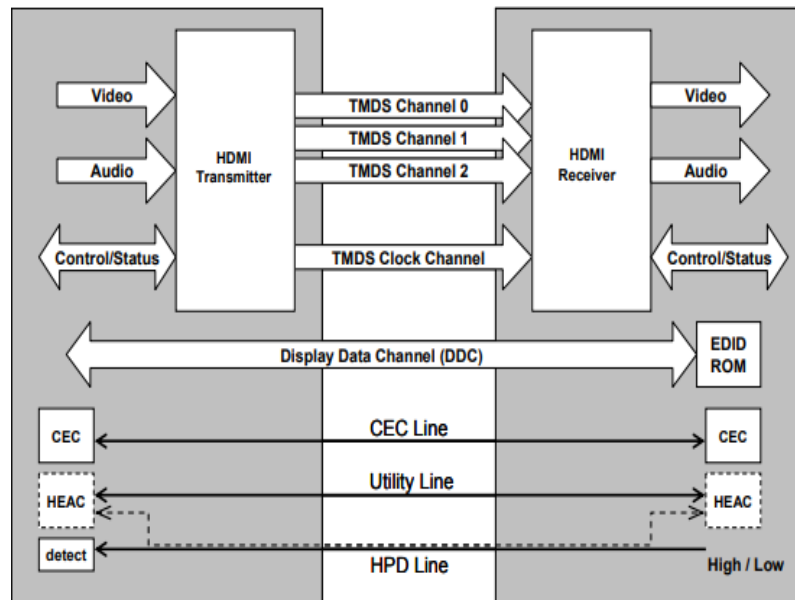 Video
Audio
Control/Status
HDMI
Transmitter
TMDS Channel 0
TMDS Channel 1
TMDS Channel 2
TMDS Clock Channel
HDMI
Receiver
Video
Audio
Control/Status
Display Data Channel (DDC)
EDID
ROM
CEC
CEC Line
CEC
HEAC
Utility Line
HEAC
detect
HPD Line
High / Low